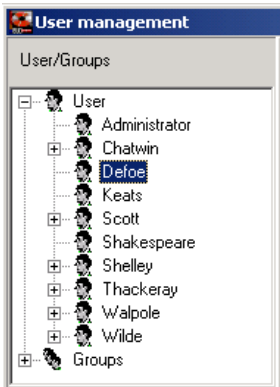 User management
User/Groups
User
Administrator
Chatwin
Defoe
Keats
Scott
Shakespeare
Shelley
Thackeray
Walpole
Wilde
Groups